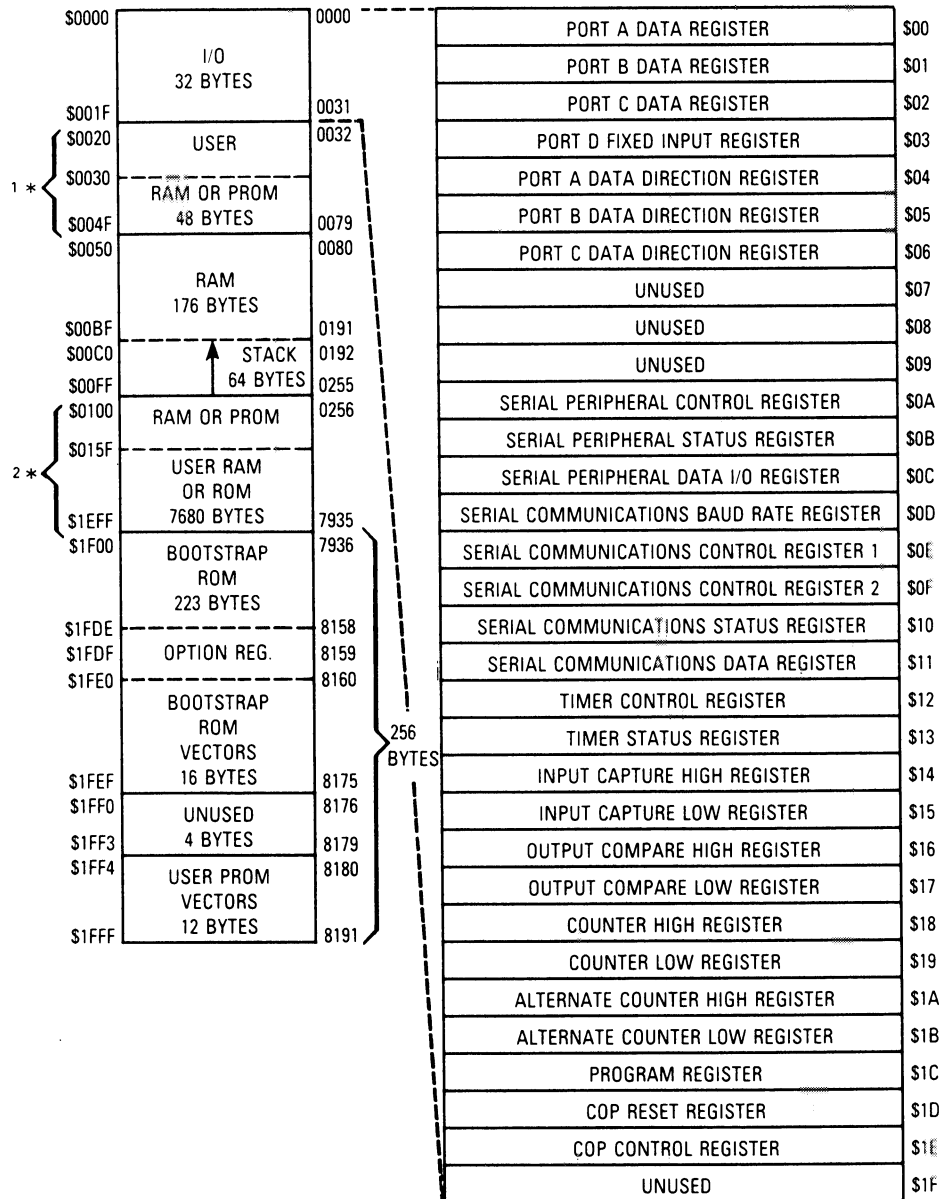 $0000
I/O
32 BYTES
0000
$001F
0031
$0020
USER
0032
1 *
$0030
RAM OR PROM
48 BYTES
$004F
0079
$0050
0080
RAM
176 BYTES
$00BF
0191
$00C0
STACK
0192
64 BYTES
$00FF
0255
$0100
RAM OR PROM
0256
2 *
$015F
USER RAM
OR ROM
7680 BYTES
$1EFF
7935
$1F00
BOOTSTRAP
ROM
223 BYTES
7936
$1FDE
8158
$1FDF
OPTION REG.
8159
$1FE0
8160
BOOTSTRAP
ROM
VECTORS
16 BYTES
$1FEF
8175
$1FF0
UNUSED
4 BYTES
8176
$1FF3
8179
$1FF4
USER PROM
VECTORS
12 BYTES
8180
$1FFF
8191
256
BYTES
PORT A DATA REGISTER $00
PORT B DATA REGISTER $01
PORT C DATA REGISTER $02
PORT D FIXED INPUT REGISTER $03
PORT A DATA DIRECTION REGISTER $04
PORT B DATA DIRECTION REGISTER $05
PORT C DATA DIRECTION REGISTER $06
UNUSED $07
UNUSED $08
UNUSED $09
SERIAL PERIPHERAL CONTROL REGISTER $0A
SERIAL PERIPHERAL STATUS REGISTER $0B
SERIAL PERIPHERAL DATA I/O REGISTER $0C
SERIAL COMMUNICATIONS BAUD RATE REGISTER $0D
SERIAL COMMUNICATIONS CONTROL REGISTER 1 $0E
SERIAL COMMUNICATIONS CONTROL REGISTER 2 $0F
SERIAL COMMUNICATIONS STATUS REGISTER $10
SERIAL COMMUNICATIONS DATA REGISTER $11
TIMER CONTROL REGISTER $12
TIMER STATUS REGISTER $13
INPUT CAPTURE HIGH REGISTER $14
INPUT CAPTURE LOW REGISTER $15
OUTPUT COMPARE HIGH REGISTER $16
OUTPUT COMPARE LOW REGISTER $17
COUNTER HIGH REGISTER $18
COUNTER LOW REGISTER $19
ALTERNATE COUNTER HIGH REGISTER $1A
ALTERNATE COUNTER LOW REGISTER $1B
PROGRAM REGISTER $1C
COP RESET REGISTER $1D
COP CONTROL REGISTER $1E
UNUSED $1F